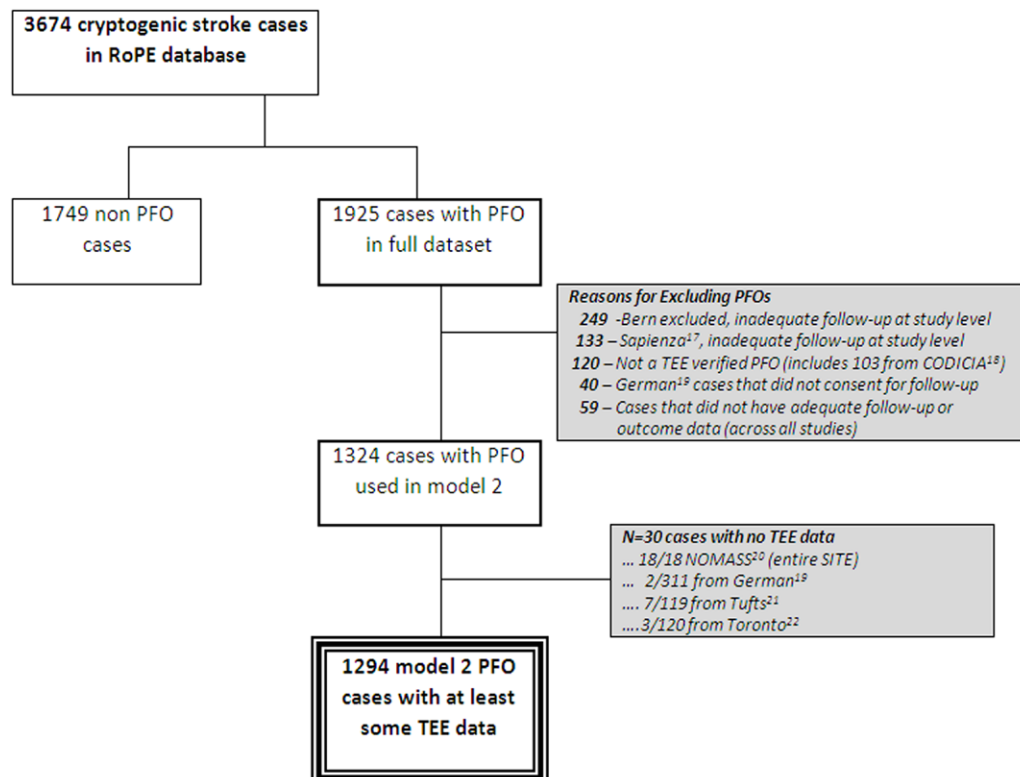 3674 cryptogenic stroke cases
in RoPE database
1749 non PFO
cases
1925 cases with PFO
in full dataset
Reasons for Excluding PFOs
249 -Bern excluded, inadequate follow-up at study level
133 – Sapienza¹⁷, inadequate follow-up at study level
120 – Not a TEE verified PFO (includes 103 from CODICIA¹⁸)
40 – German¹⁹ cases that did not consent for follow-up
59 – Cases that did not have adequate follow-up or
outcome data (across all studies)
1324 cases with PFO
used in model 2
N=30 cases with no TEE data
... 18/18 NOMASS²⁰ (entire SITE)
... 2/311 from German¹⁹
.... 7/119 from Tufts²¹
....3/120 from Toronto²²
1294 model 2 PFO
cases with at least
some TEE data